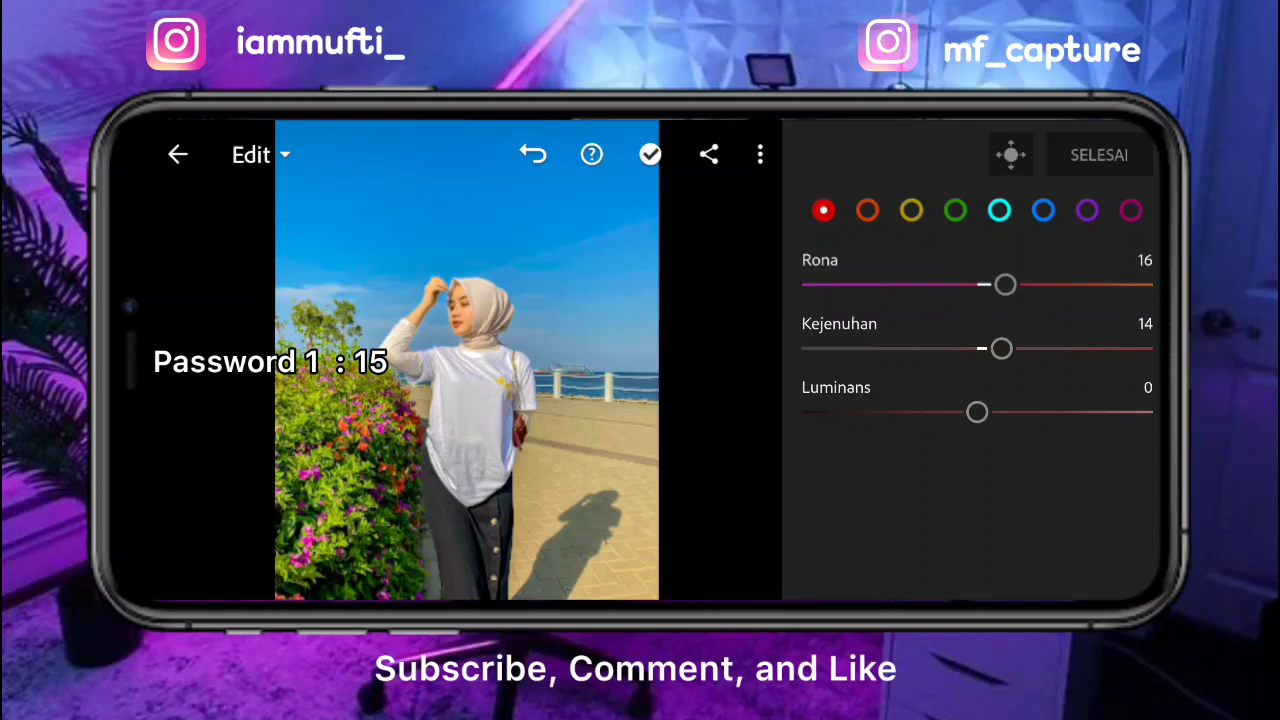 iammufti_
mf_capture
Edit
SELESAI
Rona 16
Kejenuhan 14
Password 1 : 15
Luminans 0
Subscribe, Comment, and Like